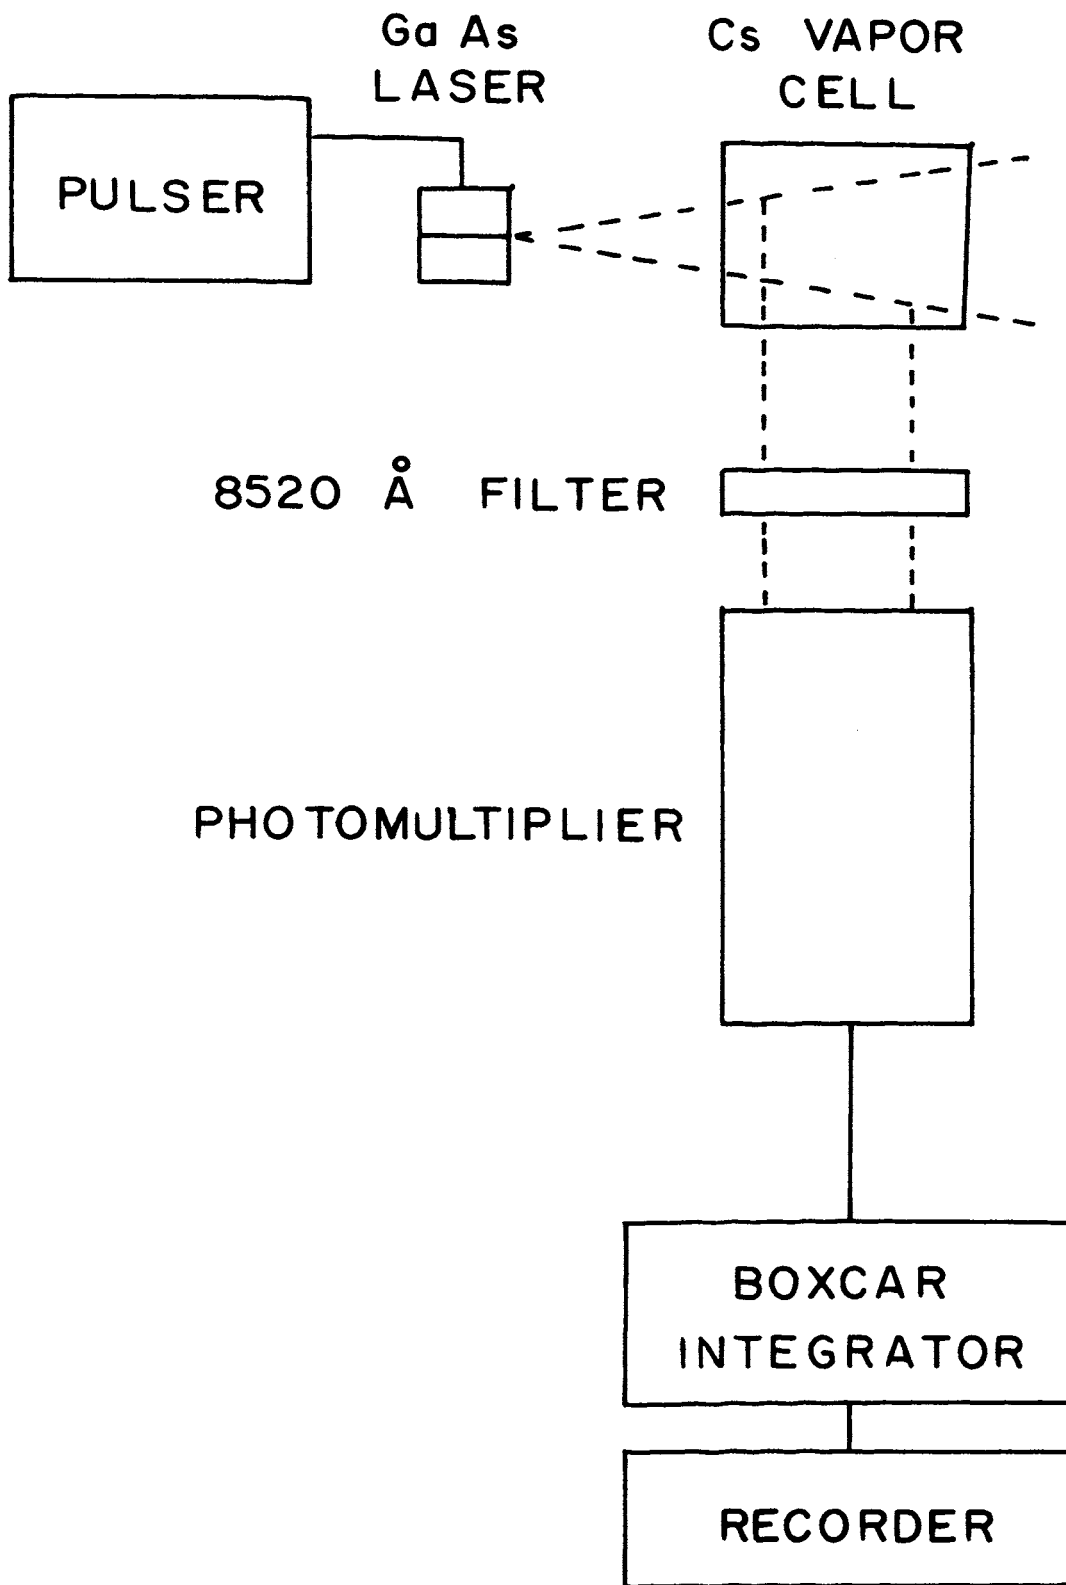 Ga As
LASER
Cs VAPOR
CELL
PULSER
8520 Å FILTER
PHOTOMULTIPLIER
BOXCAR
INTEGRATOR
RECORDER